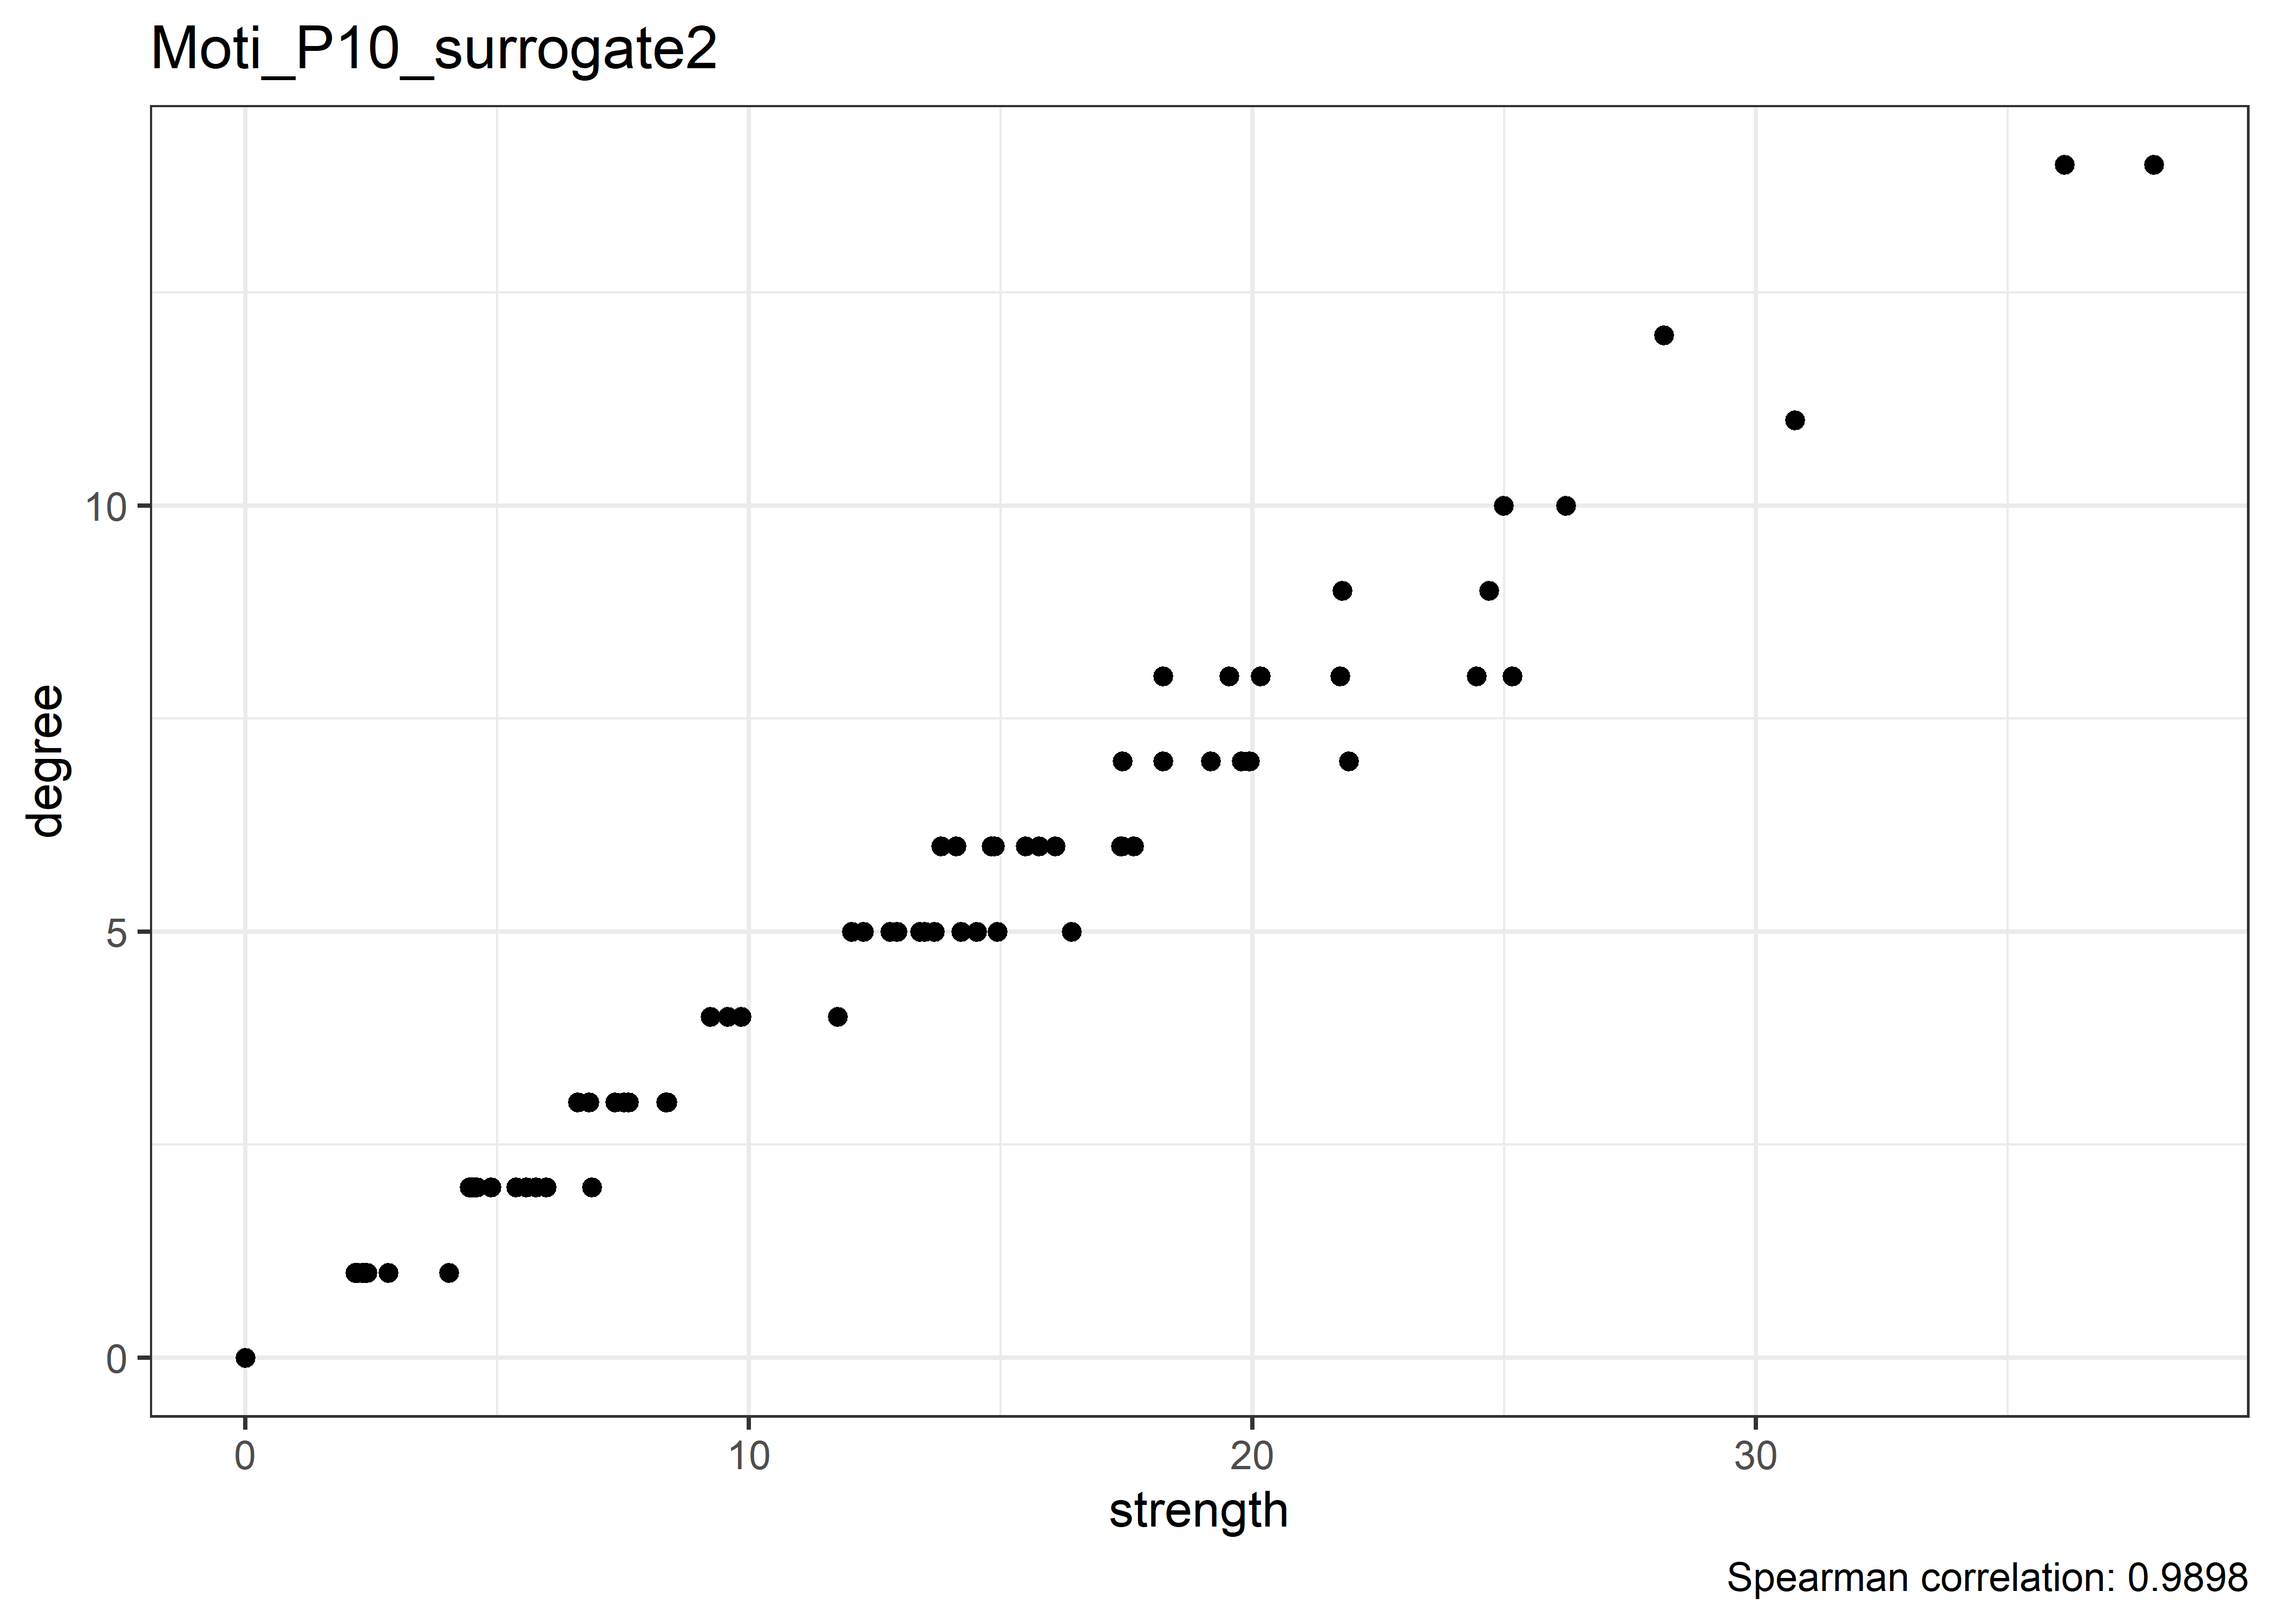 Moti_P10_surrogate2
degree
10
5
0
0 10 20 30
strength
Spearman correlation: 0.9898